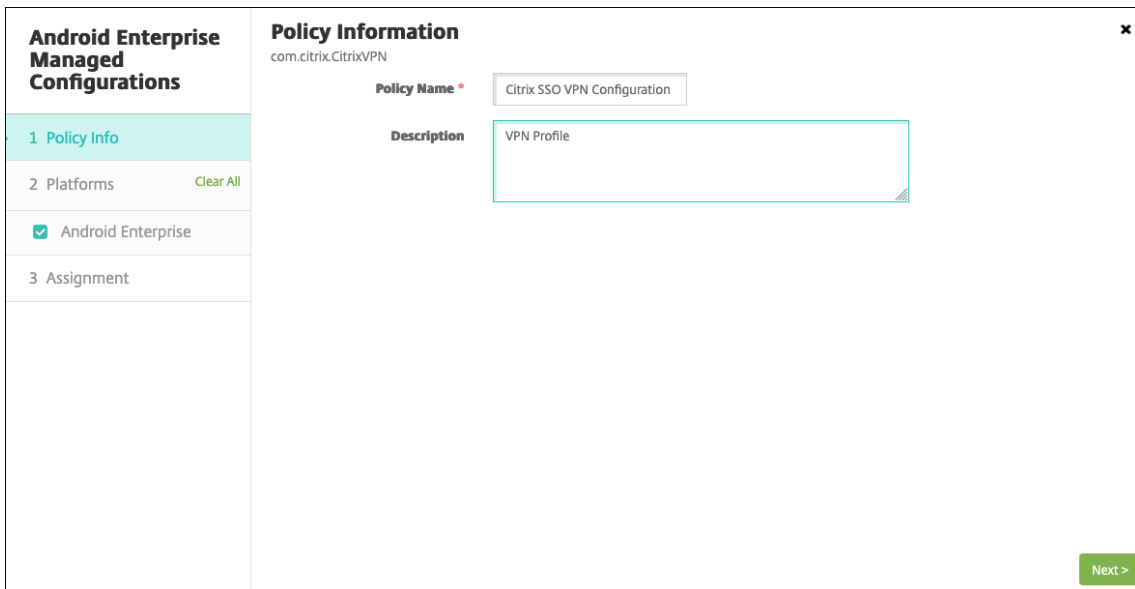 Android Enterprise
Managed
Configurations
1 Policy Info
2 Platforms
Clear All
Android Enterprise
3 Assignment
Policy Information
com.citrix.CitrixVPN
Policy Name *
Citrix SSO VPN Configuration
Description
VPN Profile
Next >